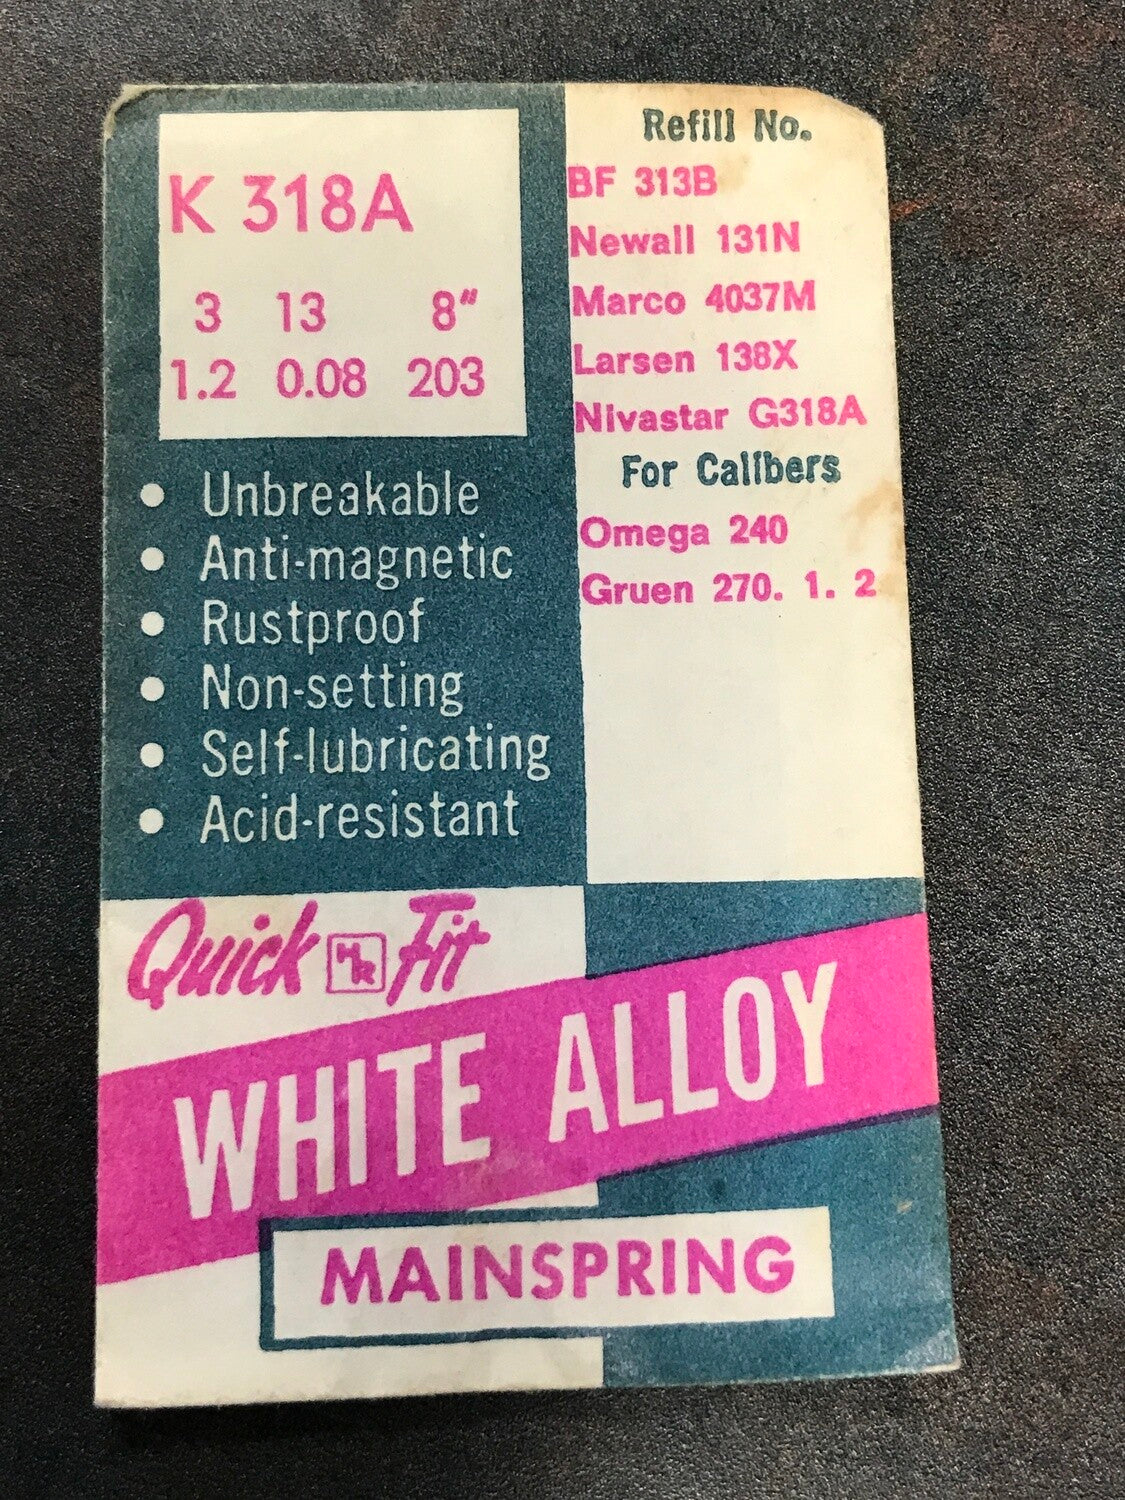 K 318A
3 13 8"
1.2 0.08 203
• Unbreakable
• Anti-magnetic
• Rustproof
• Non-setting
• Self-lubricating
• Acid-resistant
Refill No.
BF 313B
Newall 131N
Marco 4037M
Larsen 138X
Nivastar G318A
For Calibers
Omega 240
Gruen 270. 1. 2
Quick HR Fit
WHITE ALLOY
MAINSPRING